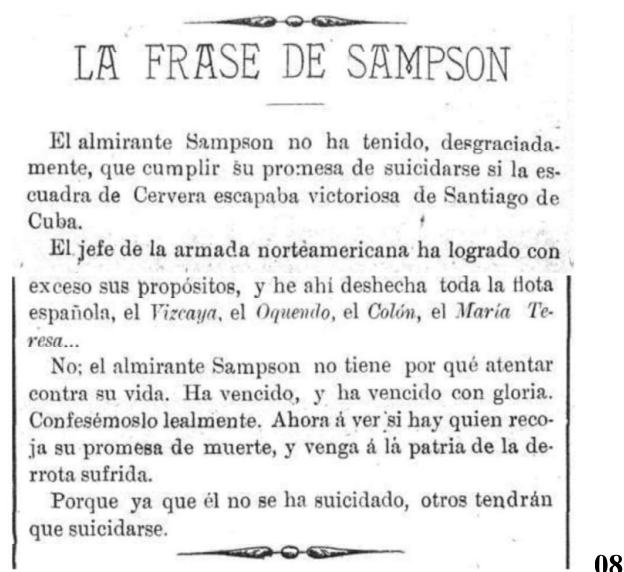 LA FRASE DE SAMPSON
El almirante Sampson no ha tenido, desgraciada-
mente, que cumplir su promesa de suicidarse si la es-
cuadra de Cervera escapaba victoriosa de Santiago de
Cuba.
El jefe de la armada norteamericana ha logrado con
exceso sus propósitos, y he ahí deshecha toda la flota
española, el Vizcaya, el Oquendo, el Colón, el María Te-
resa...
No; el almirante Sampson no tiene por qué atentar
contra su vida. Ha vencido, y ha vencido con gloria.
Confesémoslo lealmente. Ahora á ver si hay quien reco-
ja su promesa de muerte, y venga á la patria de la de-
rrota sufrida.
Porque ya que él no se ha suicidado, otros tendrán
que suicidarse.
08